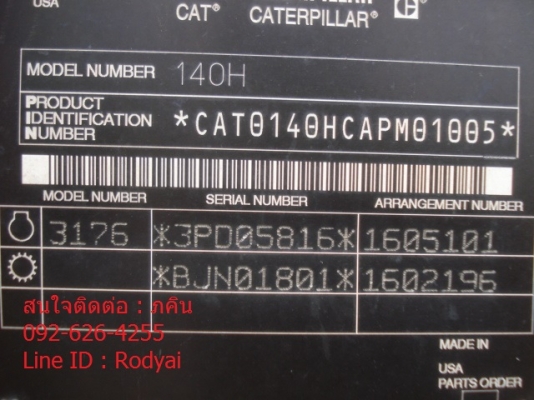 USA
CAT® CATERPILLAR®
MODEL NUMBER 140H
PRODUCT
IDENTIFICATION
NUMBER *CAT0140HCAPM01005*
MODEL NUMBER SERIAL NUMBER ARRANGEMENT NUMBER
3176 *3PD05816* 1605101
*BJN01801* 1602196
สนใจติดต่อ : ภคิน
092-626-4255
Line ID : Rodyai
MADE IN
USA
PARTS ORDER